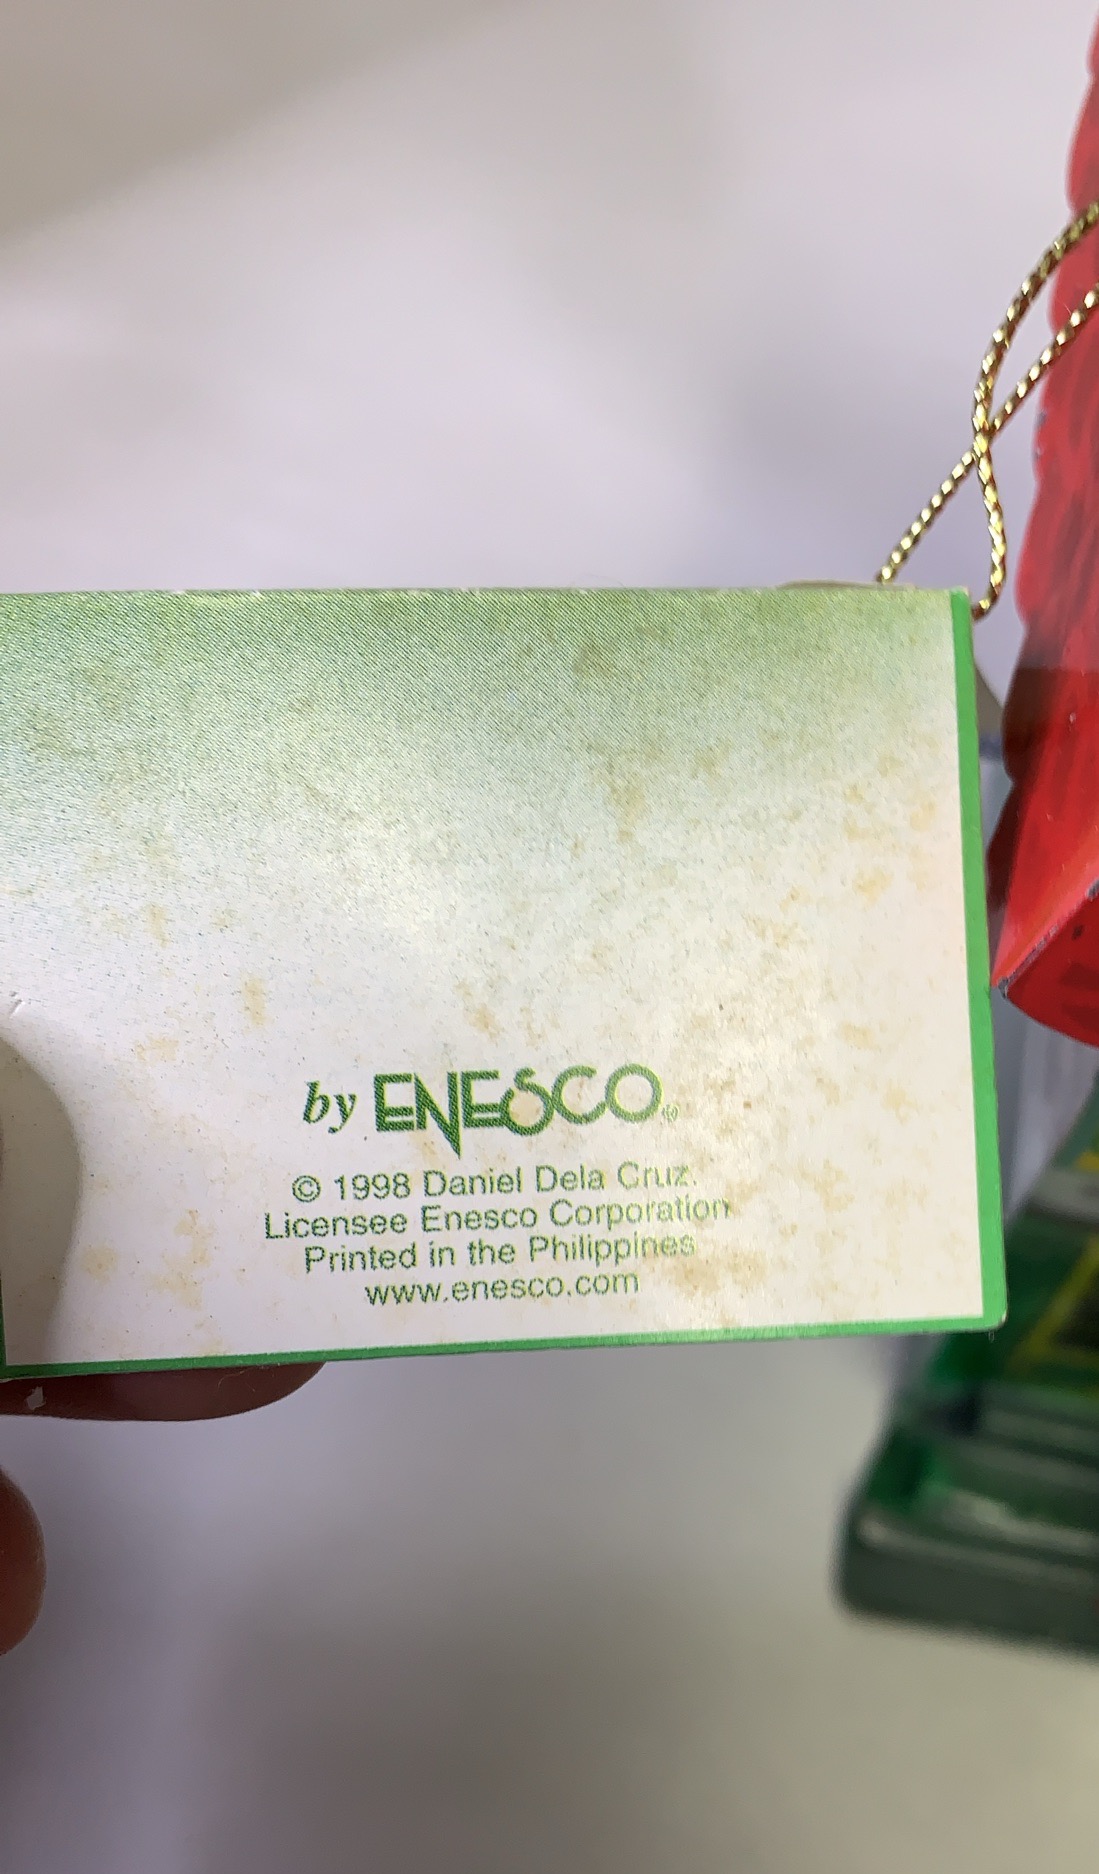 by ENESCO®
© 1998 Daniel Dela Cruz.
Licensee Enesco Corporation
Printed in the Philippines
www.enesco.com